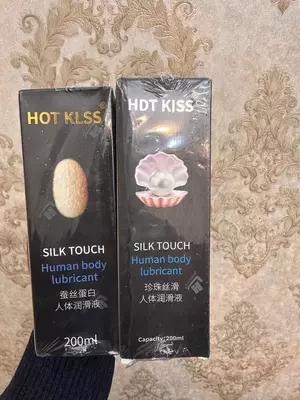 HOT KLSS®
SILK TOUCH
Human body
lubricant
蚕丝蛋白
人体润滑液
200ml
HDT KISS
SILK TOUCH
Human body
lubricant
珍珠丝滑
人体润滑液
Capacity:200ml